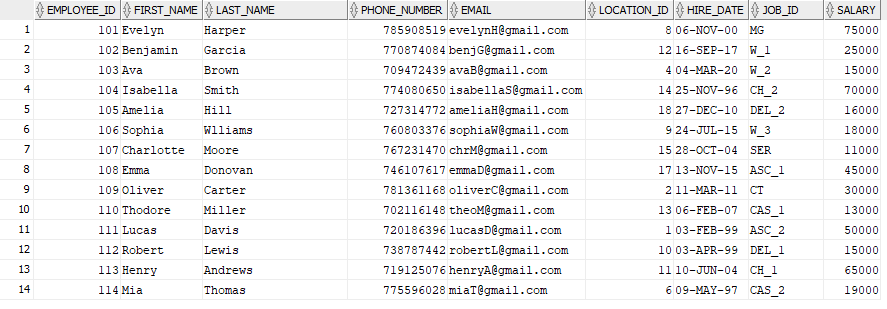 EMPLOYEE_ID FIRST_NAME LAST_NAME PHONE_NUMBER EMAIL LOCATION_ID HIRE_DATE JOB_ID SALARY
1 101 Evelyn Harper 785908519 evelynH@gmail.com 8 06-NOV-00 MG 75000
2 102 Benjamin Garcia 770874084 benjG@gmail.com 12 16-SEP-17 W_1 25000
3 103 Ava Brown 709472439 avaB@gmail.com 4 04-MAR-20 W_2 15000
4 104 Isabella Smith 774080650 isabellaS@gmail.com 14 25-NOV-96 CH_2 70000
5 105 Amelia Hill 727314772 ameliaH@gmail.com 18 27-DEC-10 DEL_2 16000
6 106 Sophia Wlliams 760803376 sophiaW@gmail.com 9 24-JUL-15 W_3 18000
7 107 Charlotte Moore 767231470 chrM@gmail.com 15 28-OCT-04 SER 11000
8 108 Emma Donovan 746107617 emmaD@gmail.com 17 13-NOV-15 ASC_1 45000
9 109 Oliver Carter 781361168 oliverC@gmail.com 2 11-MAR-11 CT 30000
10 110 Thodore Miller 702116148 theoM@gmail.com 13 06-FEB-07 CAS_1 13000
11 111 Lucas Davis 720186396 lucasD@gmail.com 1 03-FEB-99 ASC_2 50000
12 112 Robert Lewis 738787442 robertL@gmail.com 10 03-APR-99 DEL_1 15000
13 113 Henry Andrews 719125076 henryA@gmail.com 11 10-JUN-04 CH_1 65000
14 114 Mia Thomas 775596028 miaT@gmail.com 6 09-MAY-97 CAS_2 19000